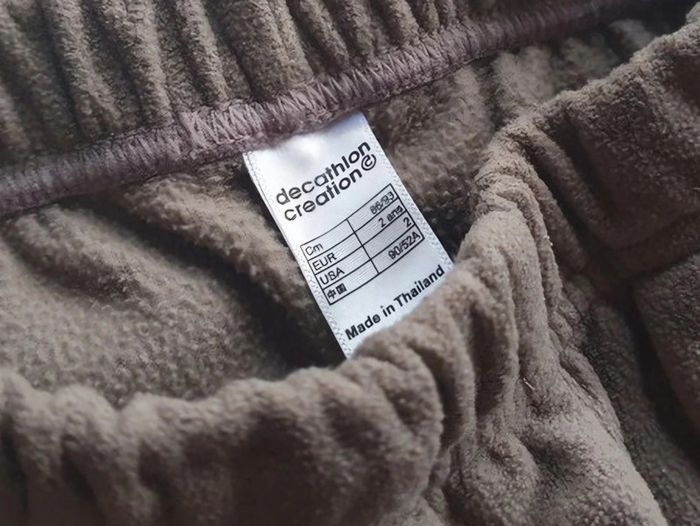 decathlon
creation ©
Cm 86/93
EUR 2 ans
USA 2
中国 90/52A
Made in Thailand